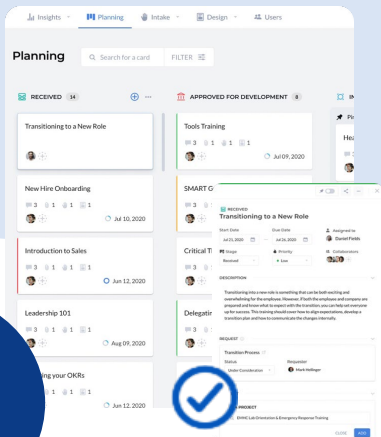 Insights
Planning
Intake
Design
Users
Planning
Search for a card
FILTER
RECEIVED 14
Transitioning to a New Role
New Hire Onboarding
3 1 1 1
Jul 10, 2020
Introduction to Sales
3 1 1 1
Jun 12, 2020
Leadership 101
3 1 1 1
Aug 09, 2020
your OKRs
1 1 1
Jun 12, 2020
APPROVED FOR DEVELOPMENT
Tools Training
3 1 1 1
Jul 09, 2020
SMART G
3
Critical T
3
Delegatin
3
RECEIVED
Transitioning to a New Role
Start Date
Due Date
Assigned to
Jul 21, 2020
Jul 26, 2020
Daniel Fields
Stage
Priority
Collaborators
Received
Low
DESCRIPTION
Transitioning into a new role is something that can be both exciting and
overwhelming for the employee. However, if both the employee and company are
prepared and know what to expect with the transition, you can help set everyone
up for success. This training should cover how to align expectations, develop a
transition plan and how to communicate the changes internally.
REQUEST
Transition Process
Status
Requester
Under Consideration
Mark Hollinger
PROJECT
Lab Orientation & Emergency Response Training
CLOSE
ADD